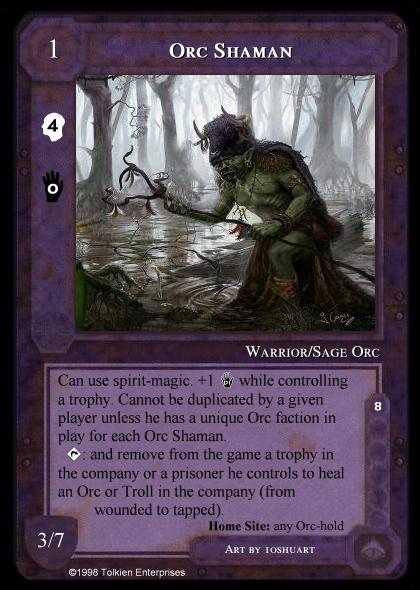 1
ORC SHAMAN
4
0
WARRIOR/SAGE ORC
Can use spirit-magic. +1 DI while controlling
a trophy. Cannot be duplicated by a given
player unless he has a unique Orc faction in
play for each Orc Shaman.
: and remove from the game a trophy in
the company or a prisoner he controls to heal
an Orc or Troll in the company (from
wounded to tapped).
8
Home Site: any Orc-hold
3/7
ART BY IOSHUART
©1998 Tolkien Enterprises